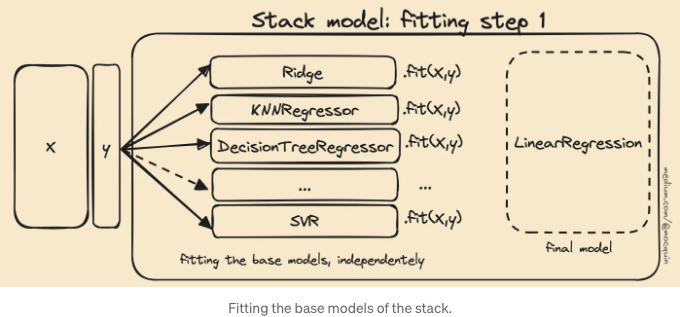 Stack model: fitting step 1
X
y
Ridge
.fit(X,y)
KNNRegressor
.fit(X,y)
DecisionTreeRegressor
.fit(X,y)
...
...
SVR
.fit(X,y)
LinearRegression
final model
fitting the base models, independentely
medium.com/@mocquin
Fitting the base models of the stack.